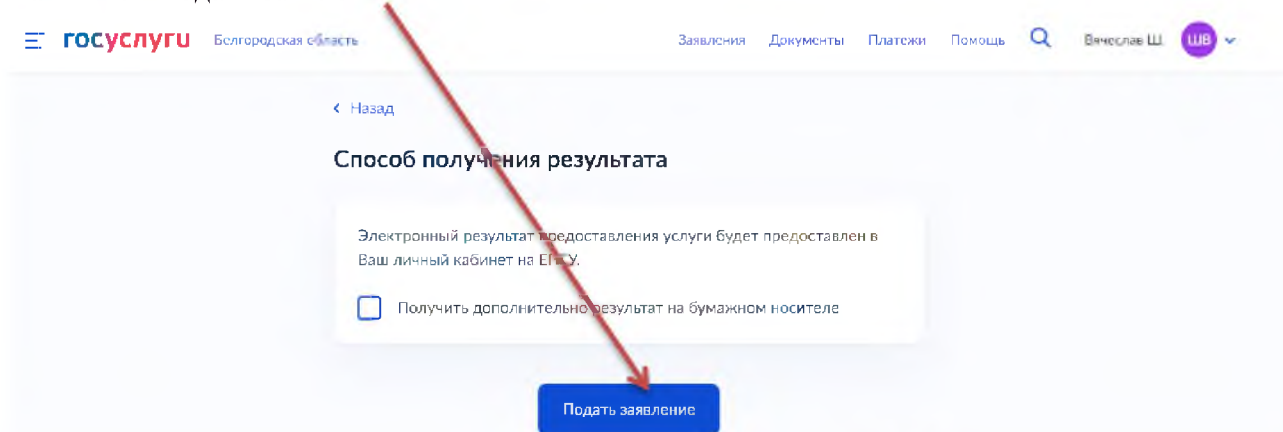 госуслуги Белгородская область Заявления Документы Платежи Помощь Вячеслав Ш. ШВ
Назад
Способ получения результата
Электронный результат предоставления услуги будет предоставлен в
Ваш личный кабинет на ЕПГУ.
Получить дополнительно результат на бумажном носителе
Подать заявление